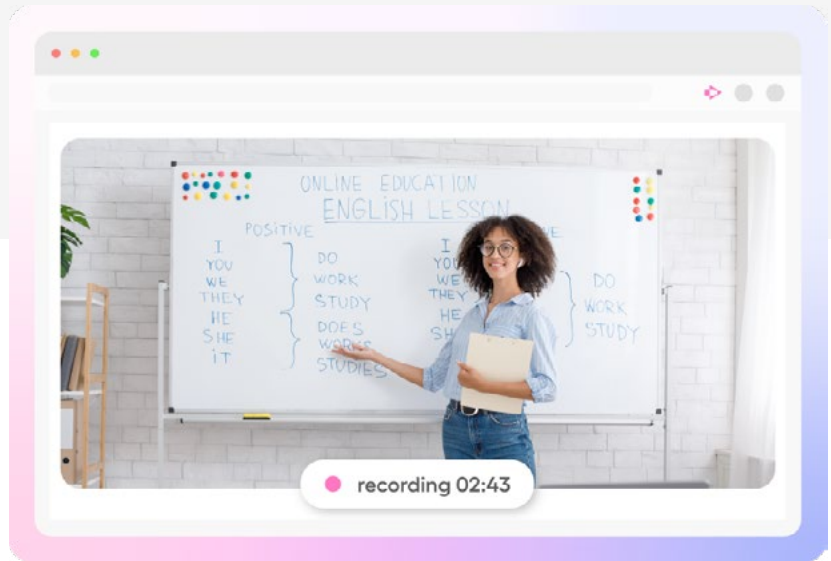 ONLINE EDUCATION
ENGLISH LESSON
POSITIVE
I
YOU
WE
THEY
HE
SHE
iT
DO
WORK
STUDY
DOES
WORKS
STUDIES
I
YOU
WE
THEY
HE
DO
WORK
STUDY
recording 02:43